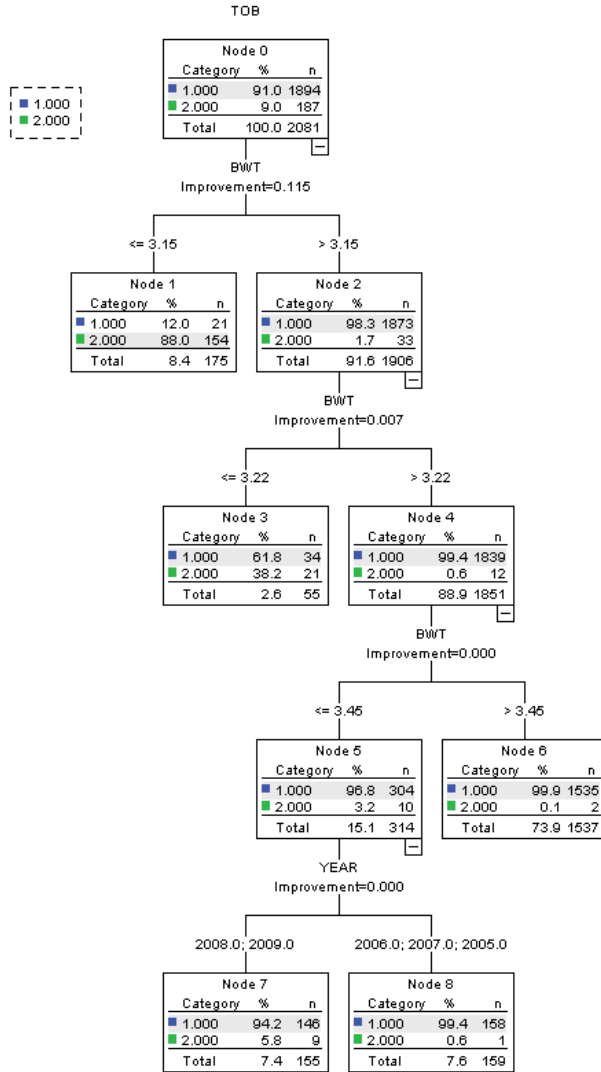 TOB
1.000
2.000
Node 0
Category % n
1.000 91.0 1894
2.000 9.0 187
Total 100.0 2081
BWT
Improvement=0.115
<= 3.15
> 3.15
Node 1
Category % n
1.000 12.0 21
2.000 88.0 154
Total 8.4 175
Node 2
Category % n
1.000 98.3 1873
2.000 1.7 33
Total 91.6 1906
BWT
Improvement=0.007
<= 3.22
> 3.22
Node 3
Category % n
1.000 61.8 34
2.000 38.2 21
Total 2.6 55
Node 4
Category % n
1.000 99.4 1839
2.000 0.6 12
Total 88.9 1851
BWT
Improvement=0.000
<= 3.45
> 3.45
Node 5
Category % n
1.000 96.8 304
2.000 3.2 10
Total 15.1 314
Node 6
Category % n
1.000 99.9 1535
2.000 0.1 2
Total 73.9 1537
YEAR
Improvement=0.000
2008.0; 2009.0
2006.0; 2007.0; 2005.0
Node 7
Category % n
1.000 94.2 146
2.000 5.8 9
Total 7.4 155
Node 8
Category % n
1.000 99.4 158
2.000 0.6 1
Total 7.6 159